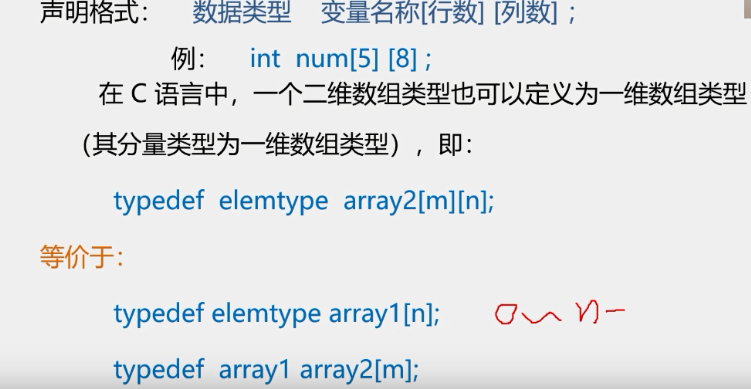 声明格式： 数据类型 变量名称[行数] [列数] ;
例： int num[5] [8] ;
在 C 语言中，一个二维数组类型也可以定义为一维数组类型
（其分量类型为一维数组类型），即：
typedef elemtype array2[m][n];
等价于：
typedef elemtype array1[n];
typedef array1 array2[m];